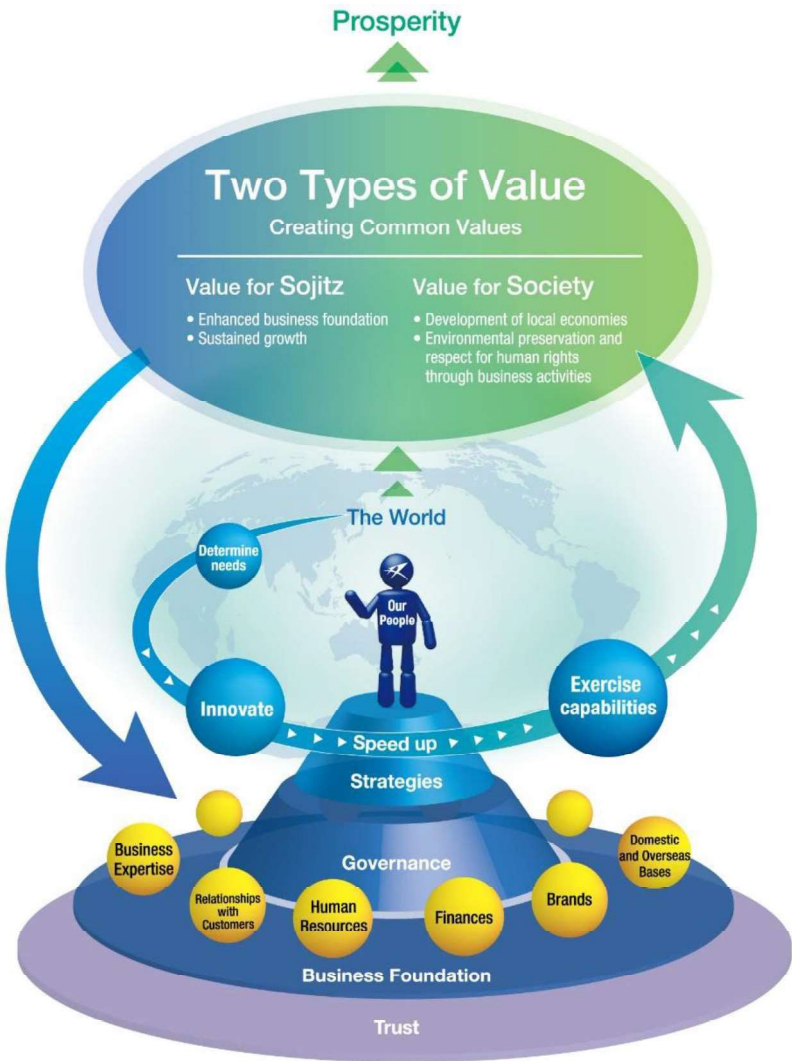 Prosperity
Two Types of Value
Creating Common Values
Value for Sojitz
• Enhanced business foundation
• Sustained growth
Value for Society
• Development of local economies
• Environmental preservation and
respect for human rights
through business activities
The World
Determine
needs
Our
People
Innovate
Exercise
capabilities
Speed up
Strategies
Governance
Business
Expertise
Relationships
with
Customers
Human
Resources
Finances
Brands
Domestic
and Overseas
Bases
Business Foundation
Trust